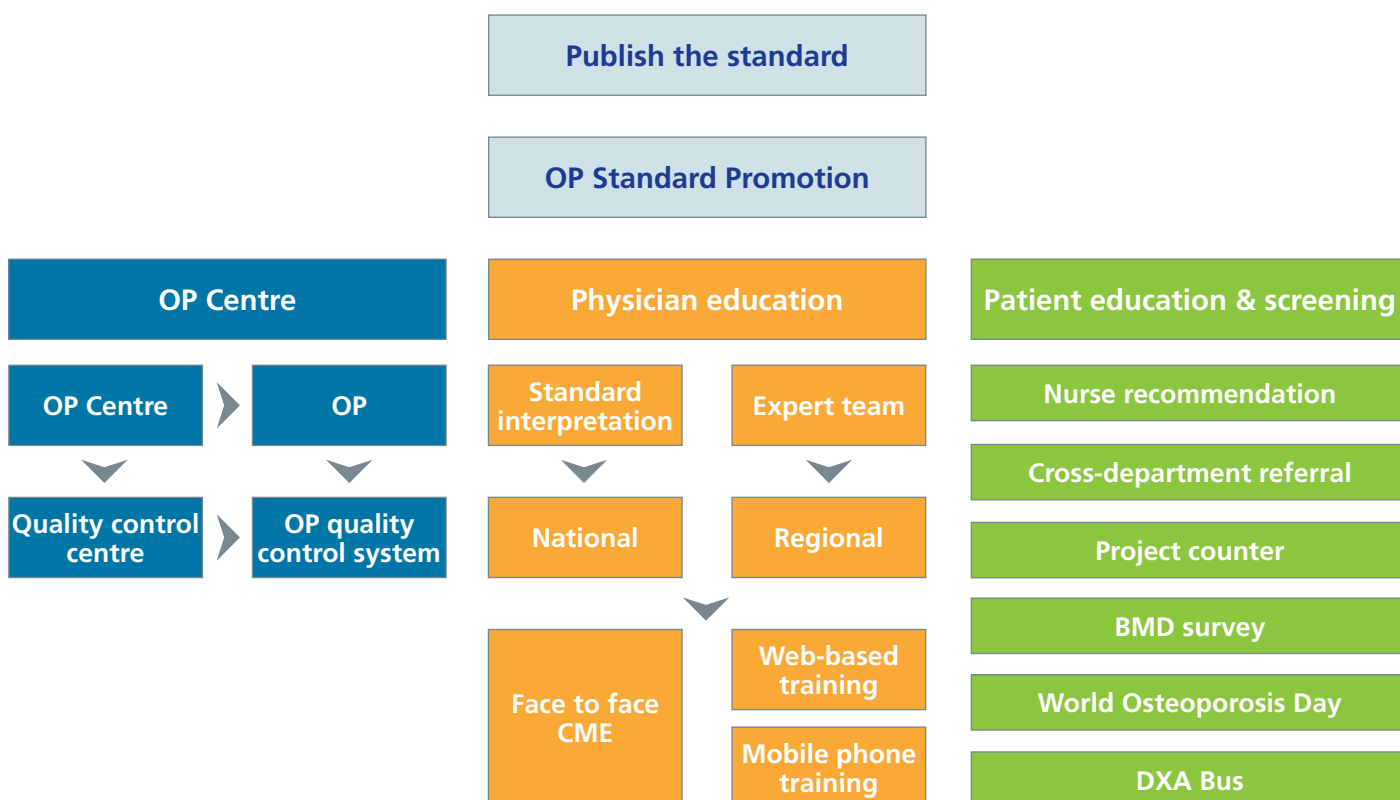 Publish the standard
OP Standard Promotion
OP Centre
Physician education
Patient education & screening
OP Centre
OP
Quality control
centre
OP quality
control system
Standard
interpretation
Expert team
National
Regional
Face to face
CME
Web-based
training
Mobile phone
training
Nurse recommendation
Cross-department referral
Project counter
BMD survey
World Osteoporosis Day
DXA Bus